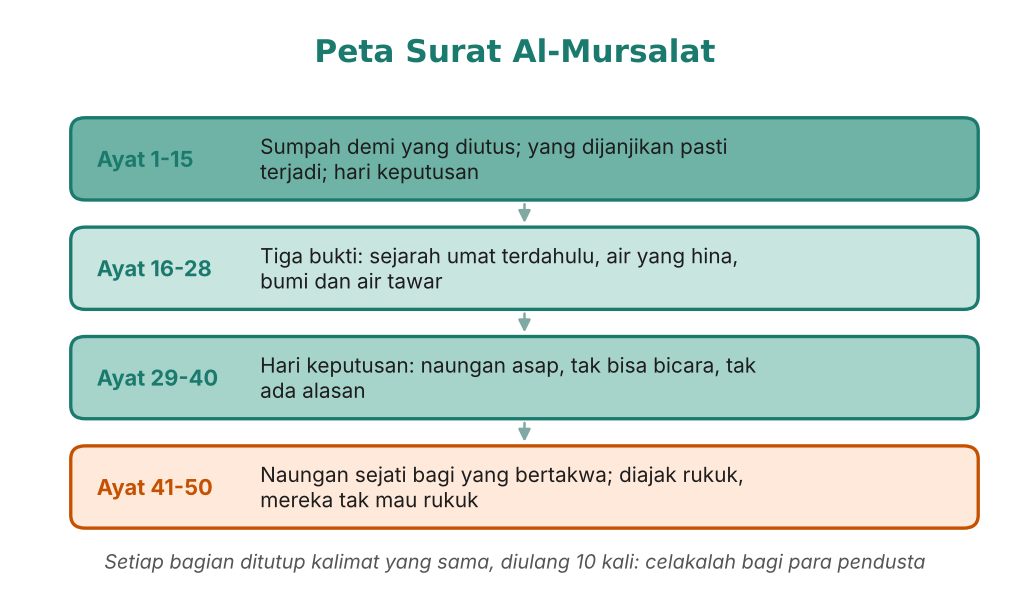 Peta Surat Al-Mursalat
Ayat 1-15
Sumpah demi yang diutus; yang dijanjikan pasti
terjadi; hari keputusan
Ayat 16-28
Tiga bukti: sejarah umat terdahulu, air yang hina,
bumi dan air tawar
Ayat 29-40
Hari keputusan: naungan asap, tak bisa bicara, tak
ada alasan
Ayat 41-50
Naungan sejati bagi yang bertakwa; diajak rukuk,
mereka tak mau rukuk
Setiap bagian ditutup kalimat yang sama, diulang 10 kali: celakalah bagi para pendusta